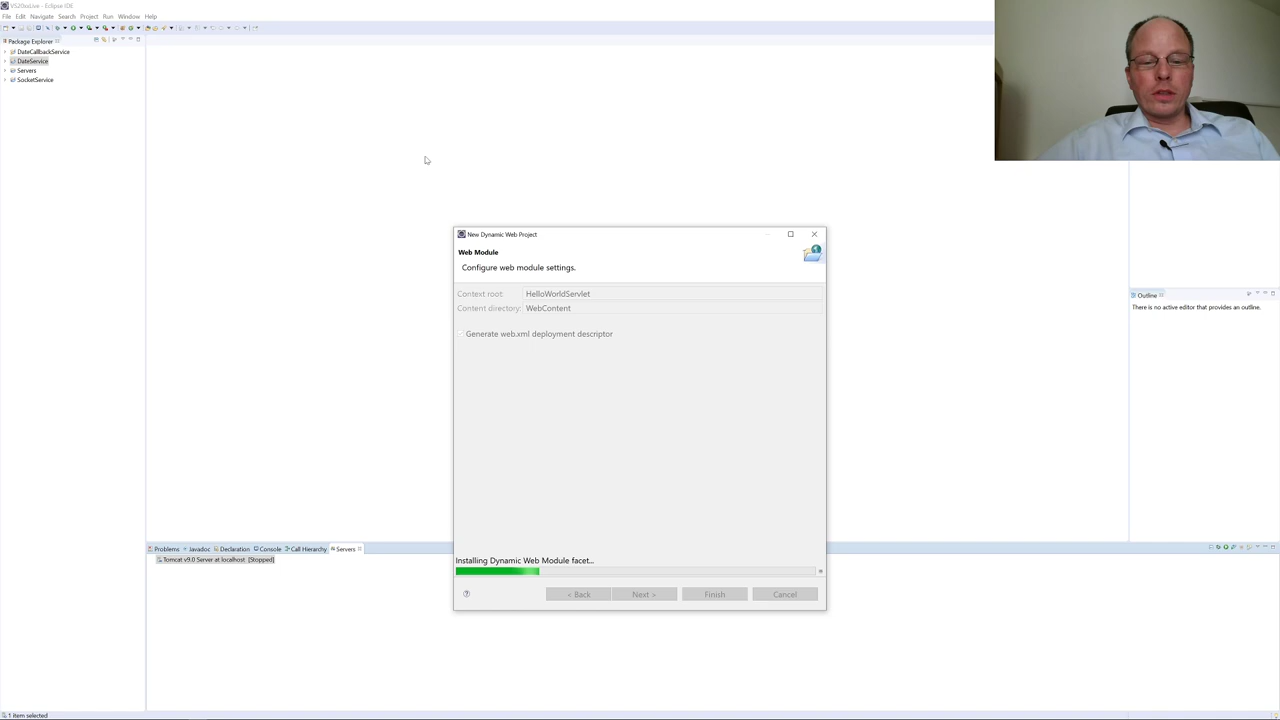 VS20xxLive - Eclipse IDE
File Edit Navigate Search Project Run Window Help
Package Explorer
DateCallbackService
DateService
Servers
SocketService
New Dynamic Web Project
Web Module
Configure web module settings.
Context root: HelloWorldServlet
Content directory: WebContent
Generate web.xml deployment descriptor
Installing Dynamic Web Module facet...
< Back Next > Finish Cancel
Outline
There is no active editor that provides an outline.
Problems Javadoc Declaration Console Call Hierarchy Servers
Tomcat v9.0 Server at localhost [Stopped]
1 item selected